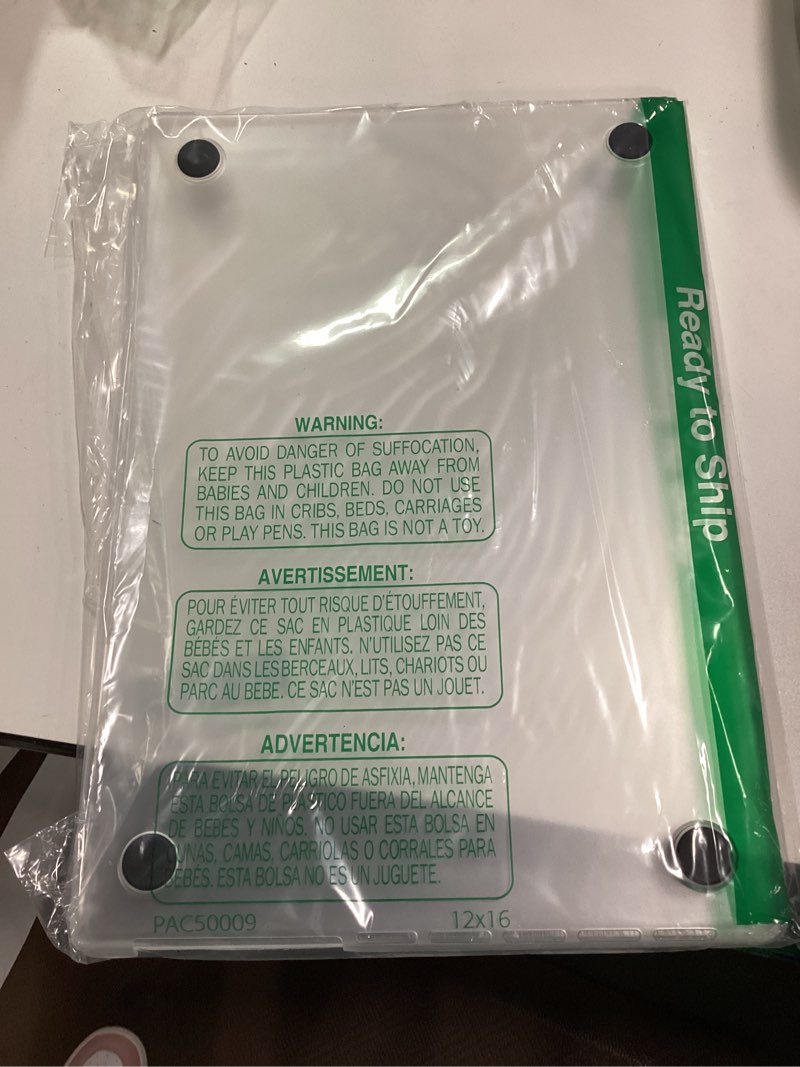 WARNING:
TO AVOID DANGER OF SUFFOCATION,
KEEP THIS PLASTIC BAG AWAY FROM
BABIES AND CHILDREN. DO NOT USE
THIS BAG IN CRIBS, BEDS, CARRIAGES
OR PLAY PENS. THIS BAG IS NOT A TOY.
AVERTISSEMENT:
POUR ÉVITER TOUT RISQUE D'ÉTOUFFEMENT,
GARDEZ CE SAC EN PLASTIQUE LOIN DES
BÉBÉS ET LES ENFANTS. N'UTILISEZ PAS CE
SAC DANS LES BERCEAUX, LITS, CHARIOTS OU
PARC AU BEBE. CE SAC N'EST PAS UN JOUET.
ADVERTENCIA:
PARA EVITAR EL PELIGRO DE ASFIXIA, MANTENGA
ESTA BOLSA DE PLASTICO FUERA DEL ALCANCE
DE BEBES Y NIÑOS. NO USAR ESTA BOLSA EN
CUNAS, CAMAS, CARRIOLAS O CORRALES PARA
BEBÉS. ESTA BOLSA NO ES UN JUGUETE.
PAC50009 12x16
Ready to Ship